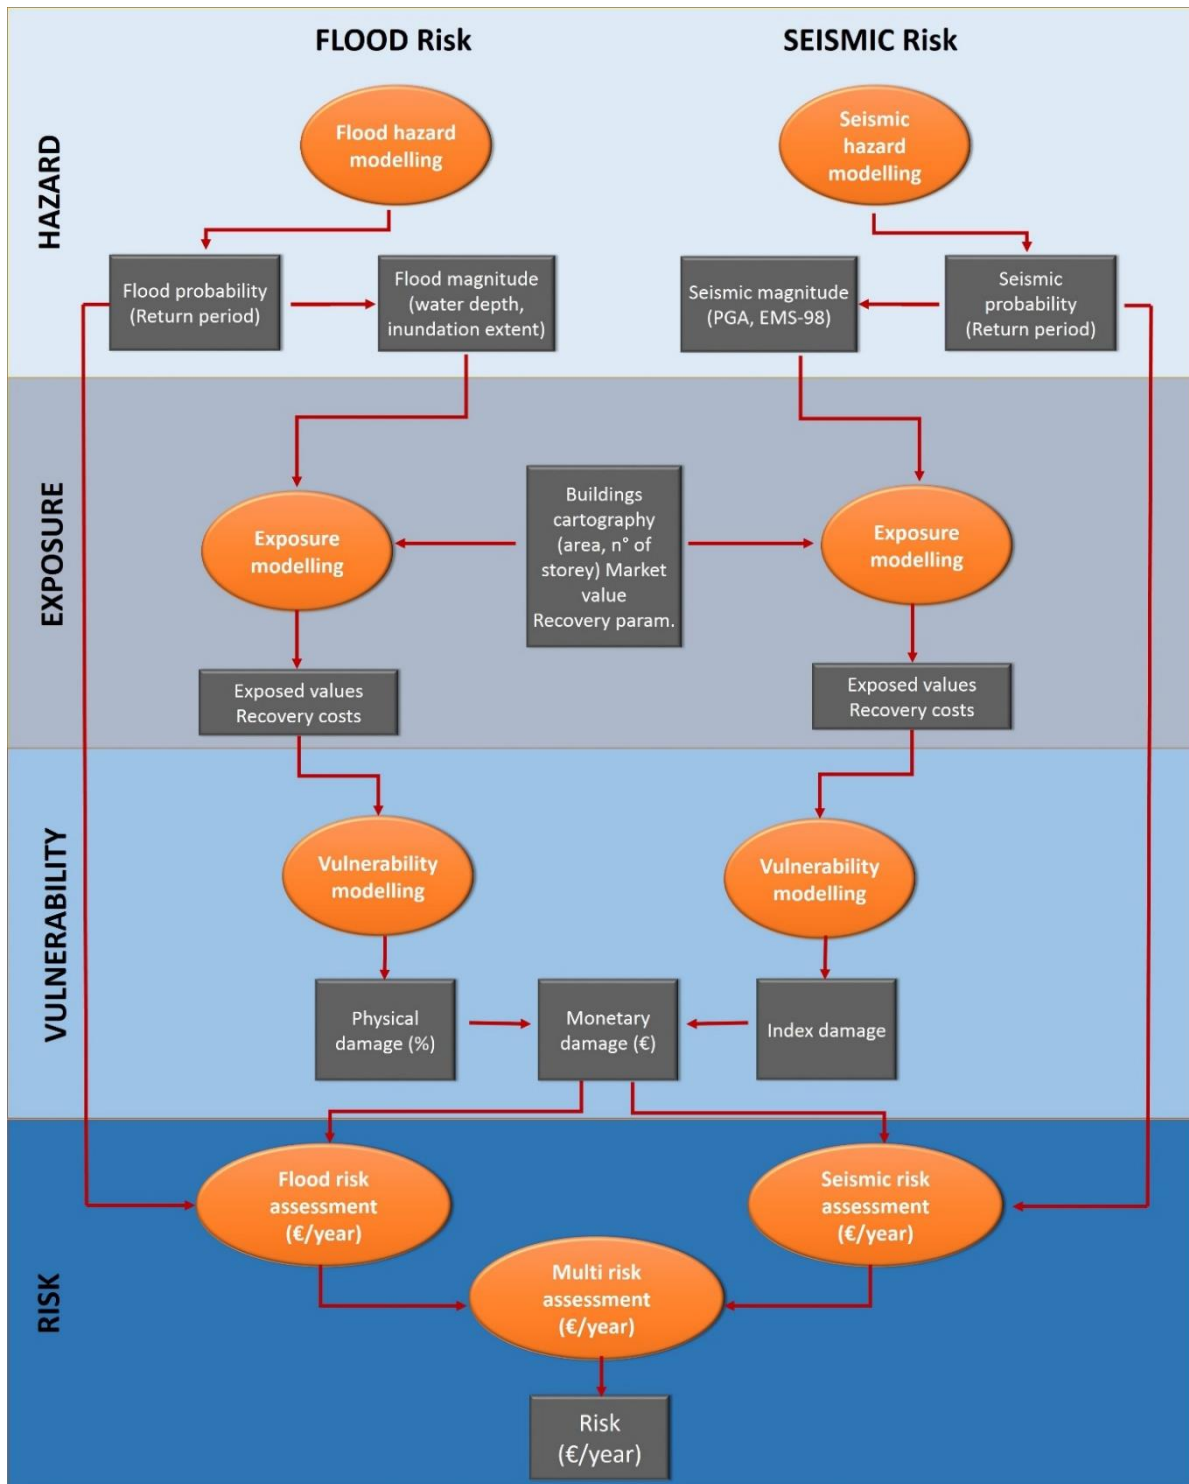 FLOOD Risk
SEISMIC Risk
HAZARD
Flood hazard
modelling
Seismic
hazard
modelling
Flood probability
(Return period)
Flood magnitude
(water depth,
inundation extent)
Seismic magnitude
(PGA, EMS-98)
Seismic
probability
(Return period)
EXPOSURE
Exposure
modelling
Buildings
cartography
(area, n° of
storey) Market
value
Recovery param.
Exposure
modelling
Exposed values
Recovery costs
Exposed values
Recovery costs
VULNERABILITY
Vulnerability
modelling
Vulnerability
modelling
Physical
damage (%)
Monetary
damage (€)
Index damage
RISK
Flood risk
assessment
(€/year)
Seismic risk
assessment
(€/year)
Multi risk
assessment
(€/year)
Risk
(€/year)